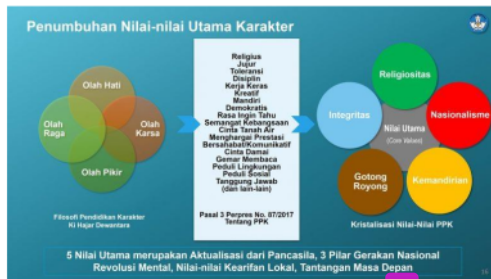 Penumbuhan Nilai-nilai Utama Karakter
Olah Hati
Olah
Raga
Olah
Karsa
Olah Pikir
Filosofi Pendidikan Karakter
Ki Hajar Dewantara
Religius
Jujur
Toleransi
Disiplin
Kerja Keras
Kreatif
Mandiri
Demokratis
Rasa Ingin Tahu
Semangat Kebangsaan
Cinta Tanah Air
Menghargai Prestasi
Bersahabat/Komunikatif
Cinta Damai
Gemar Membaca
Peduli Lingkungan
Peduli Sosial
Tanggung Jawab
(dan lain-lain)
Pasal 3 Perpres No. 87/2017
Tentang PPK
Religiositas
Integritas
Nasionalisme
Nilai Utama
(Core Values)
Gotong
Royong
Kemandirian
Kristalisasi Nilai-Nilai PPK
5 Nilai Utama merupakan Aktualisasi dari Pancasila, 3 Pilar Gerakan Nasional
Revolusi Mental, Nilai-nilai Kearifan Lokal, Tantangan Masa Depan